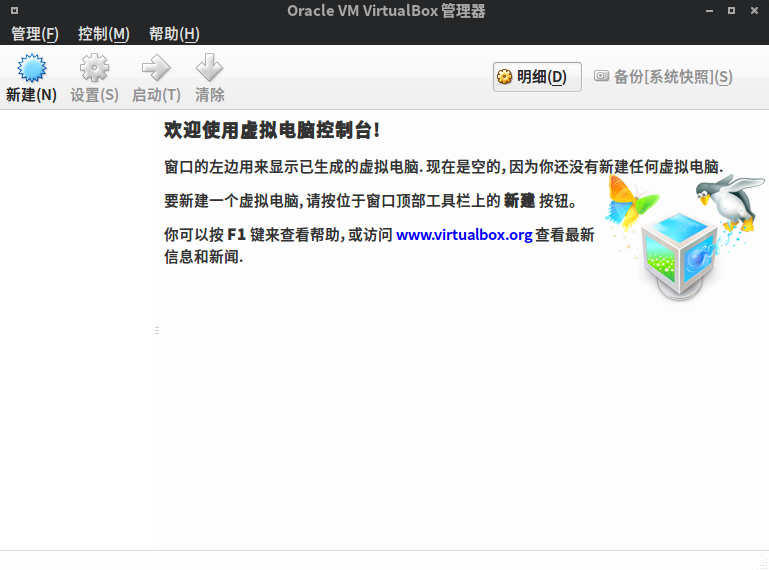 Oracle VM VirtualBox 管理器
管理(F) 控制(M) 帮助(H)
新建(N) 设置(S) 启动(T) 清除 明细(D) 备份[系统快照](S)
欢迎使用虚拟电脑控制台!
窗口的左边用来显示已生成的虚拟电脑. 现在是空的, 因为你还没有新建任何虚拟电脑.
要新建一个虚拟电脑, 请按位于窗口顶部工具栏上的 新建 按钮。
你可以按 F1 键来查看帮助, 或访问 www.virtualbox.org 查看最新
信息和新闻.